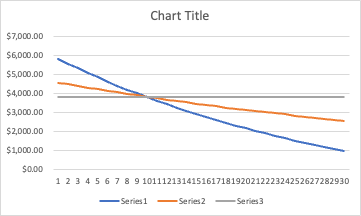 Chart Title
$7,000.00
$6,000.00
$5,000.00
$4,000.00
$3,000.00
$2,000.00
$1,000.00
$0.00
1 2 3 4 5 6 7 8 9 10 11 12 13 14 15 16 17 18 19 20 21 22 23 24 25 26 27 28 29 30
Series1 Series2 Series3